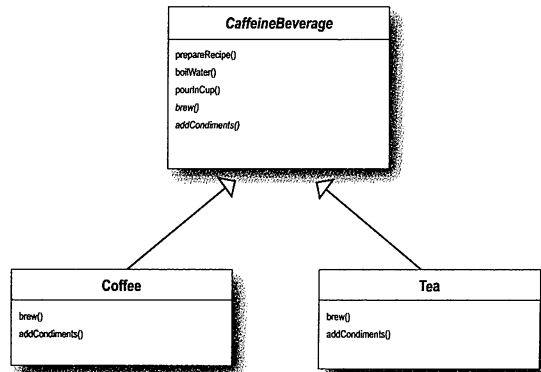 CaffeineBeverage
prepareRecipe()
boilWater()
pourInCup()
brew()
addCondiments()
Coffee
brew()
addCondiments()
Tea
brew()
addCondiments()